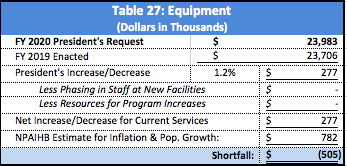 Table 27: Equipment
(Dollars in Thousands)
FY 2020 President's Request $ 23,983
FY 2019 Enacted $ 23,706
President's Increase/Decrease 1.2% $ 277
Less Phasing in Staff at New Facilities $ -
Less Resources for Program Increases $ -
Net Increase/Decrease for Current Services $ 277
NPAIHB Estimate for Inflation & Pop. Growth: $ 782
Shortfall: $ (505)